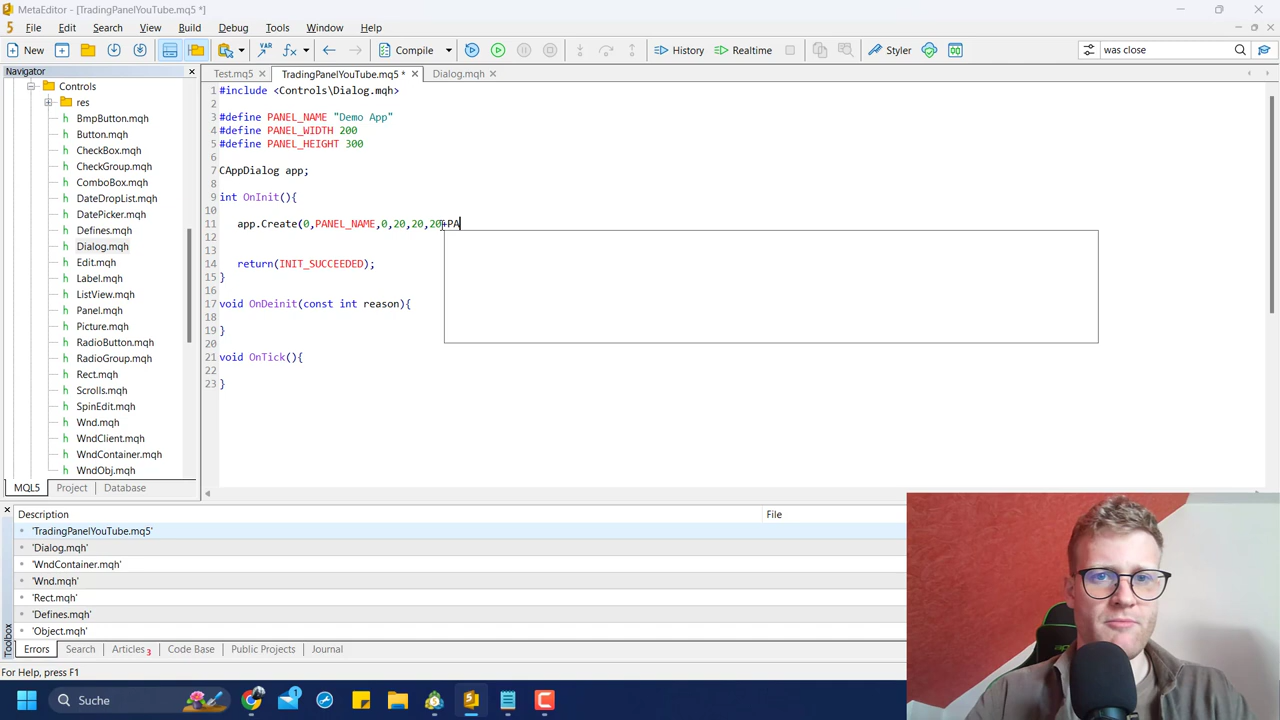 MetaEditor - [TradingPanelYouTube.mq5 *]
5 File Edit Search View Build Debug Tools Window Help
New Compile History Realtime Styler was close
Navigator
Controls
res
BmpButton.mqh
Button.mqh
CheckBox.mqh
CheckGroup.mqh
ComboBox.mqh
DateDropList.mqh
DatePicker.mqh
Defines.mqh
Dialog.mqh
Edit.mqh
Label.mqh
ListView.mqh
Panel.mqh
Picture.mqh
RadioButton.mqh
RadioGroup.mqh
Rect.mqh
Scrolls.mqh
SpinEdit.mqh
Wnd.mqh
WndClient.mqh
WndContainer.mqh
WndObj.mqh
MQL5 Project Database
Test.mq5 TradingPanelYouTube.mq5 * Dialog.mqh
1 #include <Controls\Dialog.mqh>
2
3 #define PANEL_NAME "Demo App"
4 #define PANEL_WIDTH 200
5 #define PANEL_HEIGHT 300
6
7 CAppDialog app;
8
9 int OnInit(){
10
11 app.Create(0,PANEL_NAME,0,20,20,20+PA
12
13
14 return(INIT_SUCCEEDED);
15 }
16
17 void OnDeinit(const int reason){
18
19 }
20
21 void OnTick(){
22
23 }
Description File
'TradingPanelYouTube.mq5'
'Dialog.mqh'
'WndContainer.mqh'
'Wnd.mqh'
'Rect.mqh'
'Defines.mqh'
'Object.mqh'
Toolbox
Errors Search Articles 3 Code Base Public Projects Journal
For Help, press F1
Suche